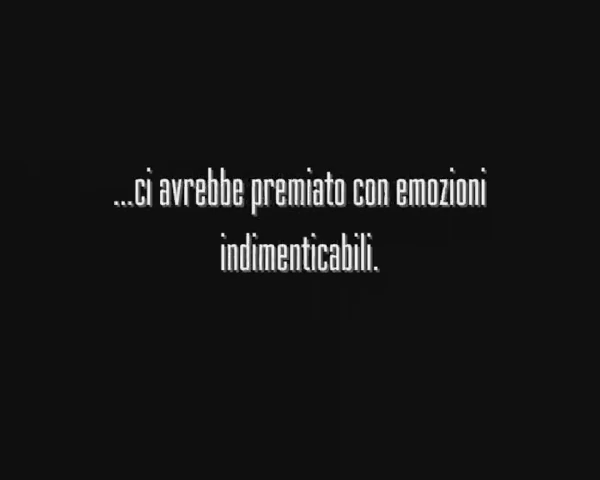 ...ci avrebbe premiato con emozioni
indimenticabili.